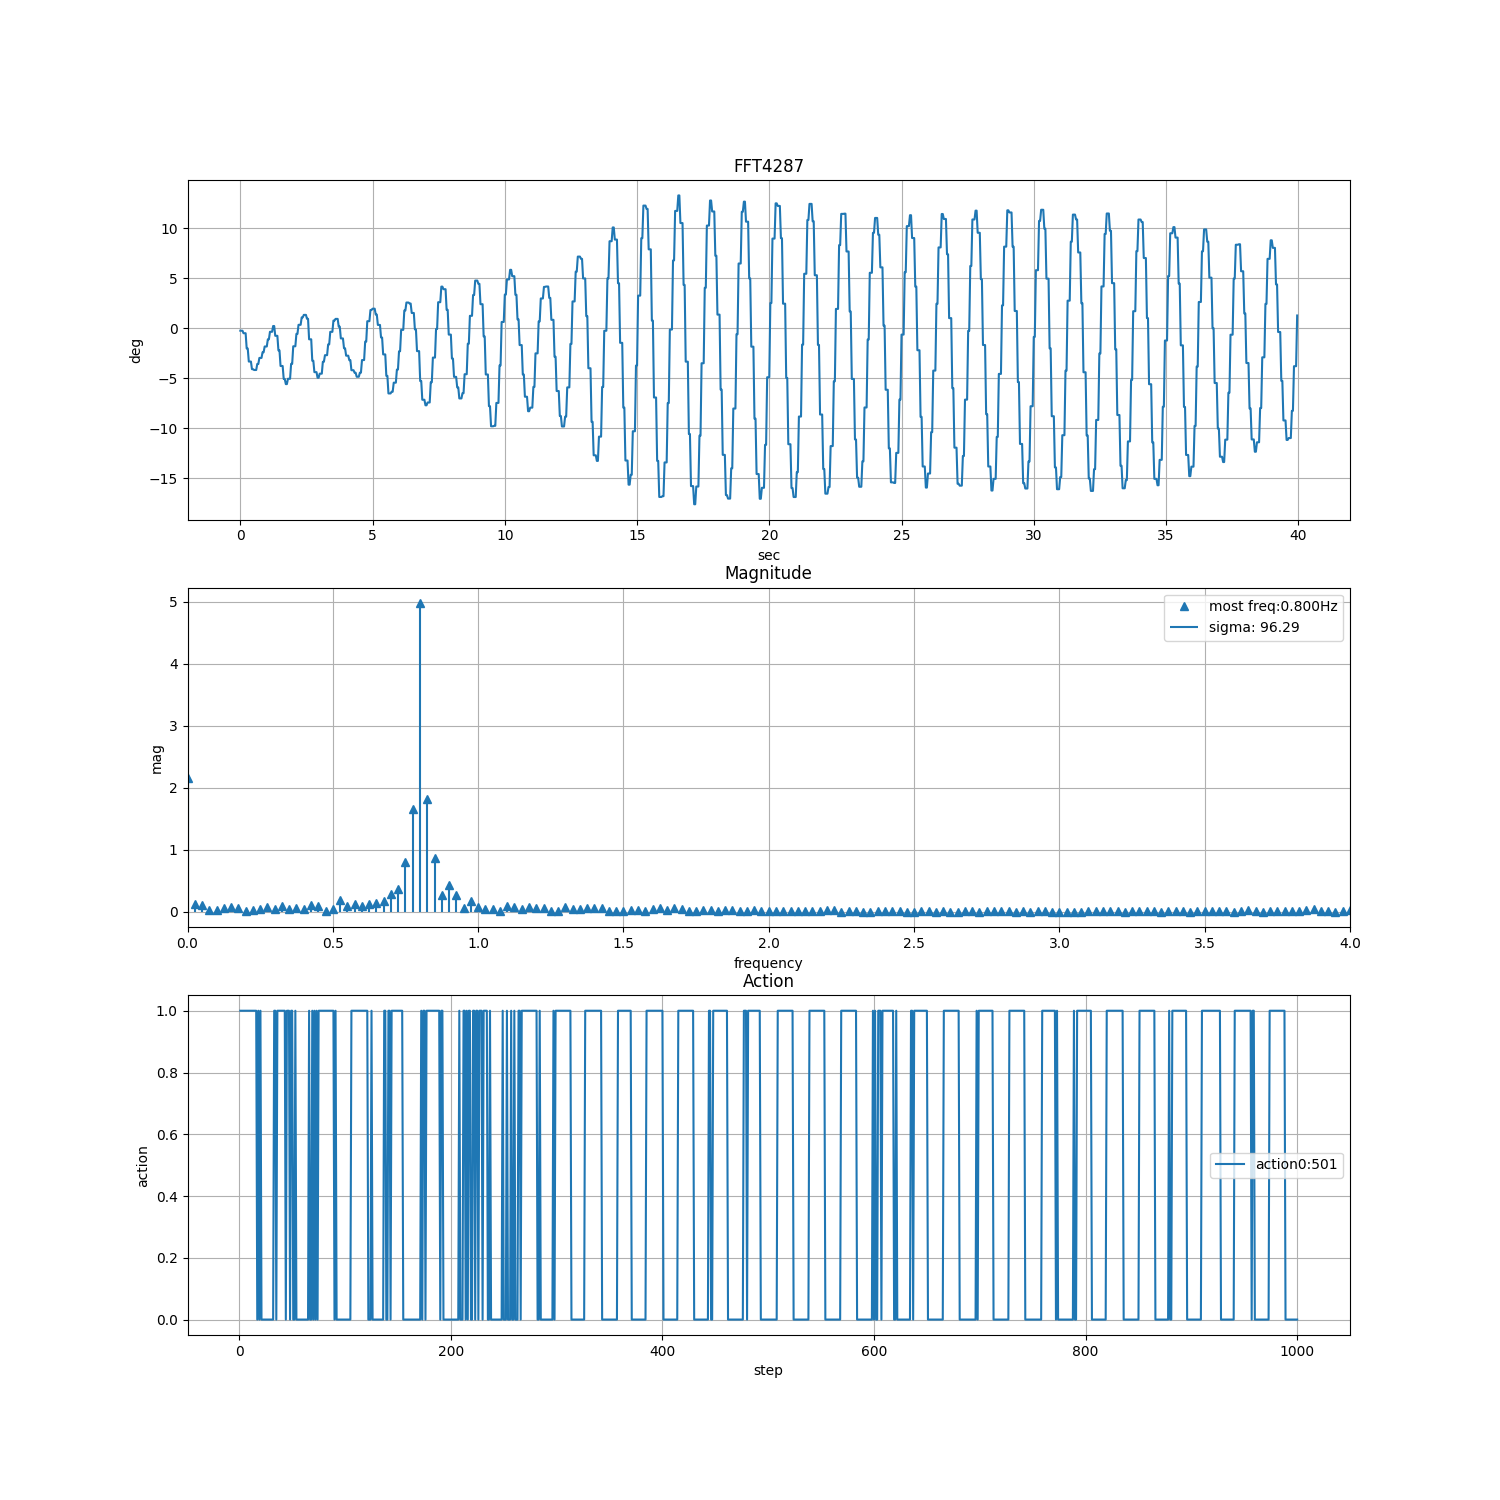 FFT4287
10
5
0
−5
−10
−15
deg
0 5 10 15 20 25 30 35 40
sec
Magnitude
5
4
3
2
1
0
mag
most freq:0.800Hz
sigma: 96.29
0.0 0.5 1.0 1.5 2.0 2.5 3.0 3.5 4.0
frequency
Action
1.0
0.8
0.6
0.4
0.2
0.0
action
action0:501
0 200 400 600 800 1000
step